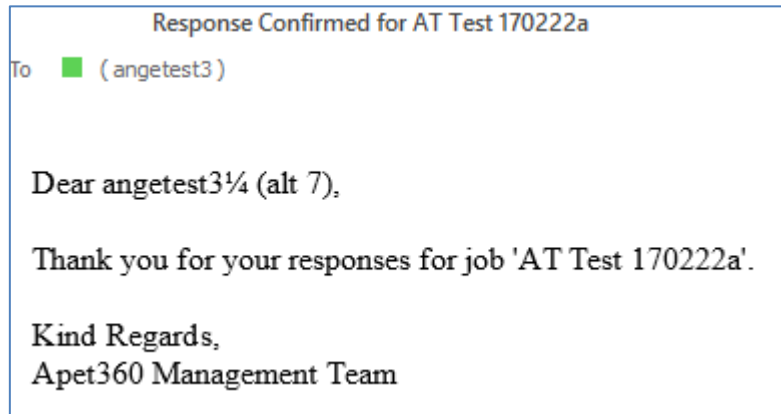 Response Confirmed for AT Test 170222a
To ( angetest3 )
Dear angetest3¼ (alt 7),
Thank you for your responses for job 'AT Test 170222a'.
Kind Regards,
Apet360 Management Team